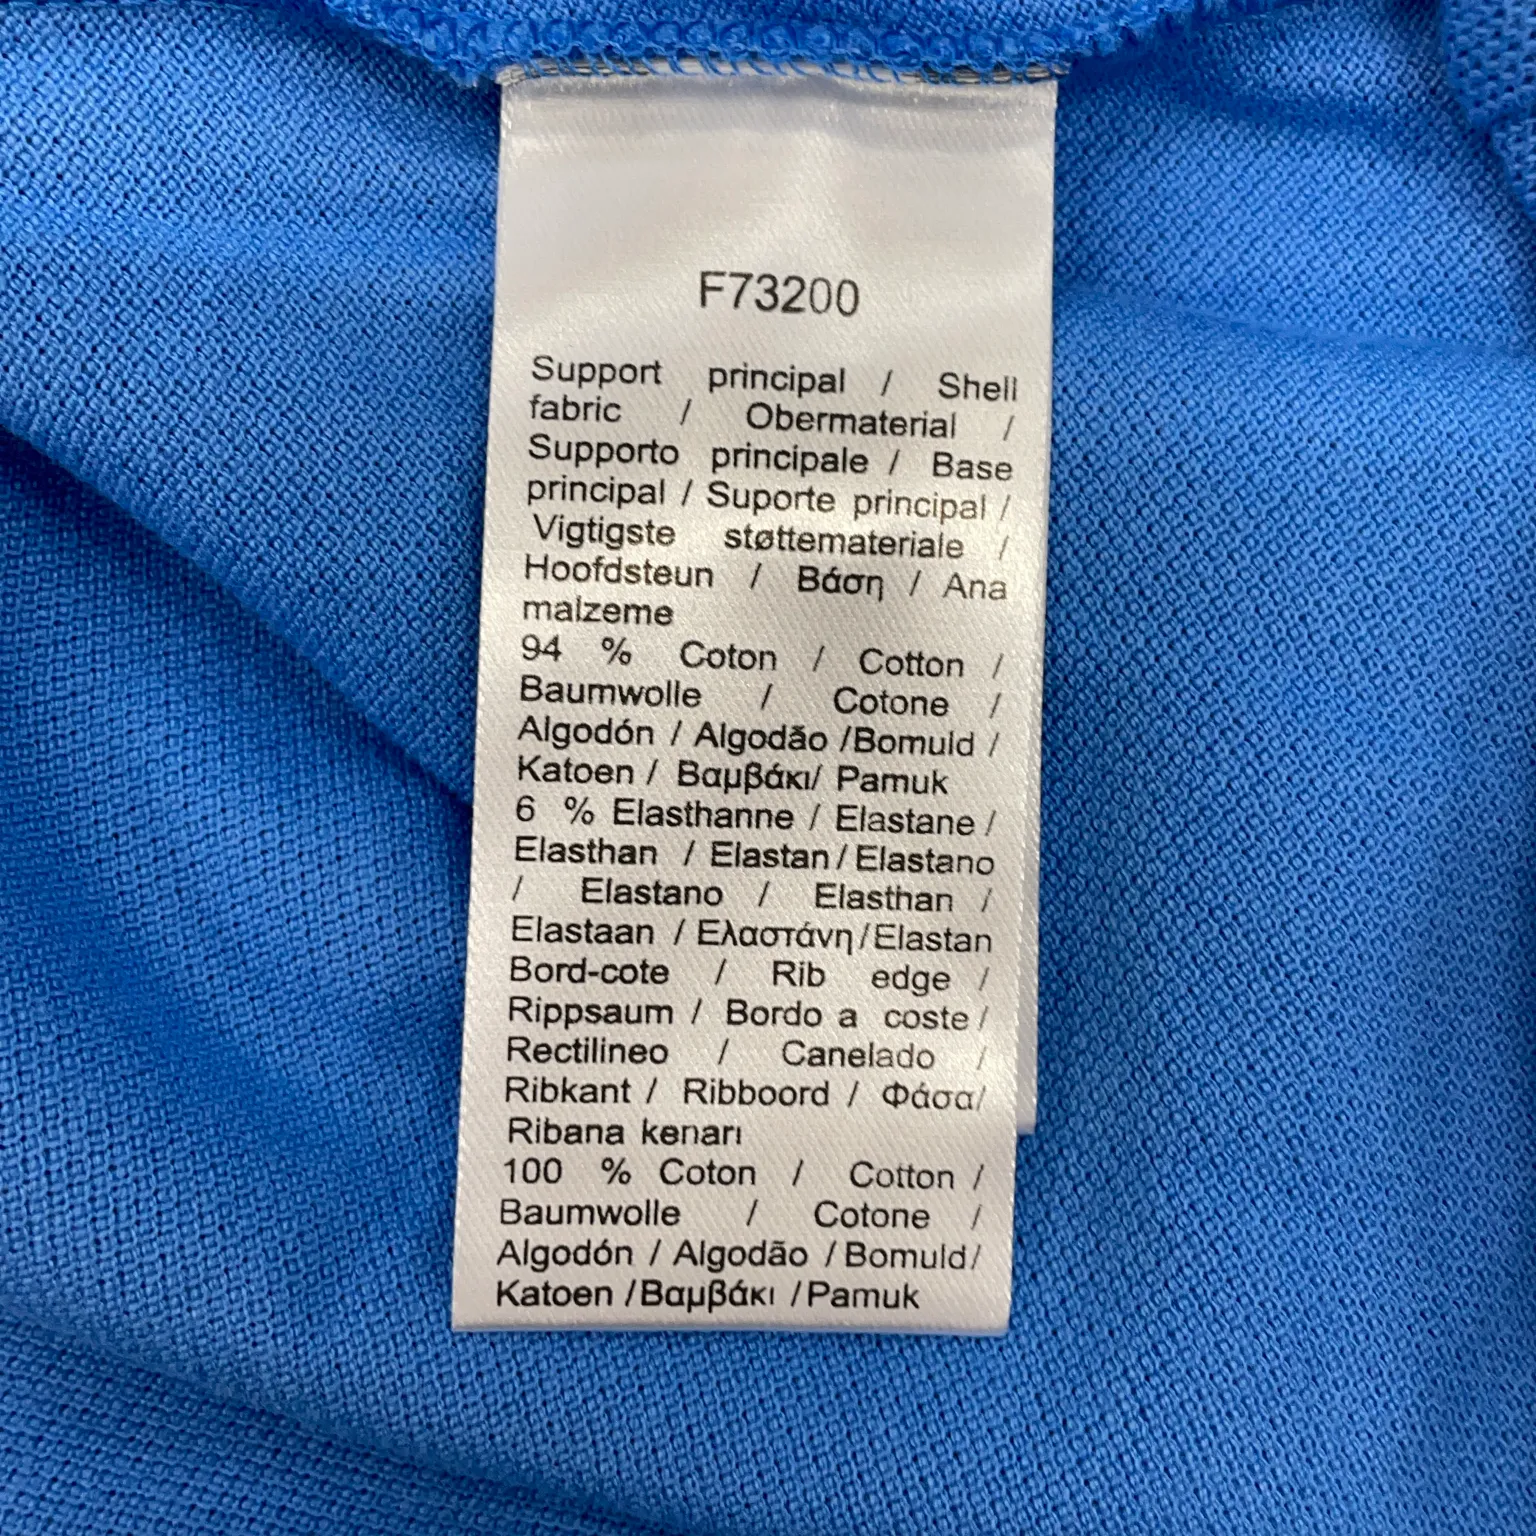 F73200
Support principal / Shell
fabric / Obermaterial /
Supporto principale / Base
principal / Suporte principal /
Vigtigste støttemateriale /
Hoofdsteun / Βάση / Ana
malzeme
94 % Coton / Cotton /
Baumwolle / Cotone /
Algodón / Algodão /Bomuld /
Katoen / Βαμβάκι/ Pamuk
6 % Elasthanne / Elastane /
Elasthan / Elastan / Elastano
/ Elastano / Elasthan /
Elastaan / Ελαστάνη/Elastan
Bord-cote / Rib edge /
Rippsaum / Bordo a coste /
Rectilineo / Canelado /
Ribkant / Ribboord / Φάσα/
Ribana kenarı
100 % Coton / Cotton /
Baumwolle / Cotone /
Algodón / Algodão / Bomuld/
Katoen /Βαμβάκι /Pamuk